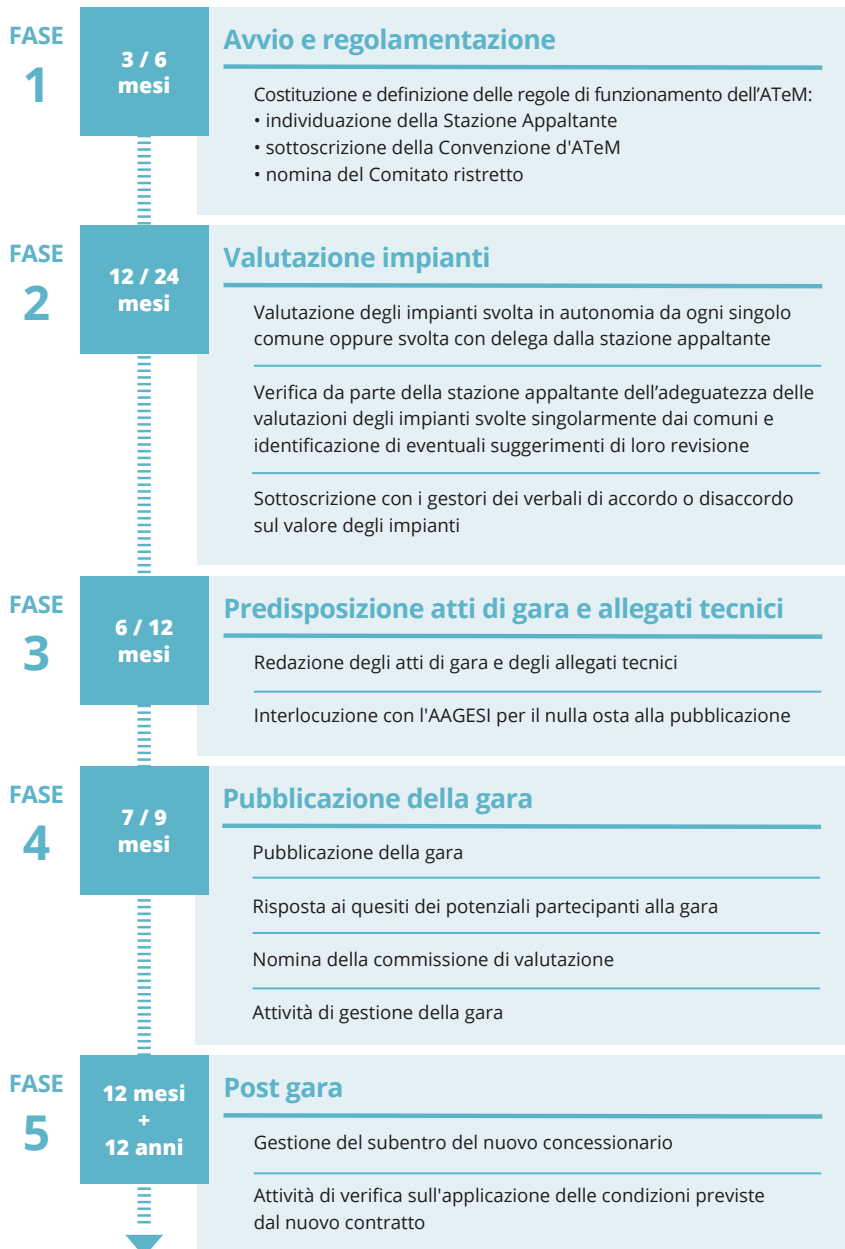 FASE
1
3 / 6
mesi
Avvio e regolamentazione
Costituzione e definizione delle regole di funzionamento dell’ATeM:
• individuazione della Stazione Appaltante
• sottoscrizione della Convenzione d'ATeM
• nomina del Comitato ristretto
FASE
2
12 / 24
mesi
Valutazione impianti
Valutazione degli impianti svolta in autonomia da ogni singolo
comune oppure svolta con delega dalla stazione appaltante
Verifica da parte della stazione appaltante dell’adeguatezza delle
valutazioni degli impianti svolte singolarmente dai comuni e
identificazione di eventuali suggerimenti di loro revisione
Sottoscrizione con i gestori dei verbali di accordo o disaccordo
sul valore degli impianti
FASE
3
6 / 12
mesi
Predisposizione atti di gara e allegati tecnici
Redazione degli atti di gara e degli allegati tecnici
Interlocuzione con l'AAGESI per il nulla osta alla pubblicazione
FASE
4
7 / 9
mesi
Pubblicazione della gara
Pubblicazione della gara
Risposta ai quesiti dei potenziali partecipanti alla gara
Nomina della commissione di valutazione
Attività di gestione della gara
FASE
5
12 mesi
+
12 anni
Post gara
Gestione del subentro del nuovo concessionario
Attività di verifica sull'applicazione delle condizioni previste
dal nuovo contratto